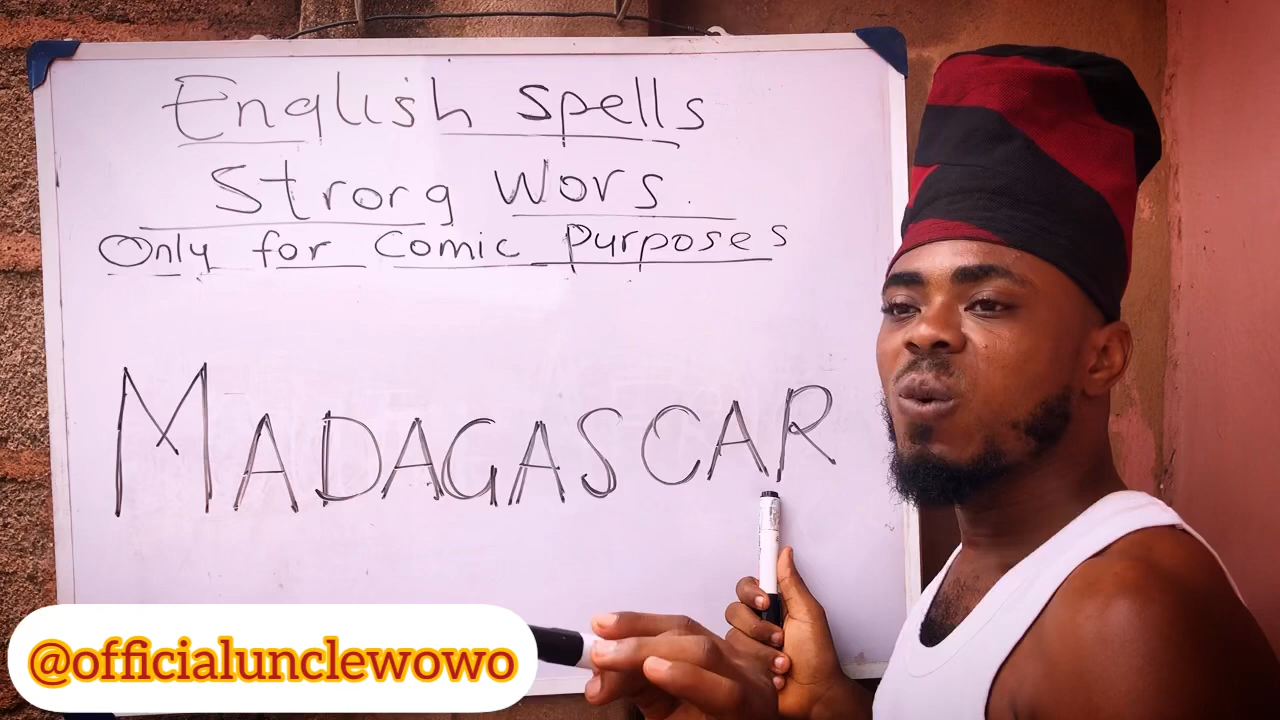 English spells
Strorg Wors.
Only for Comic Purposes
MADAGASCAR
@officialunclewowo